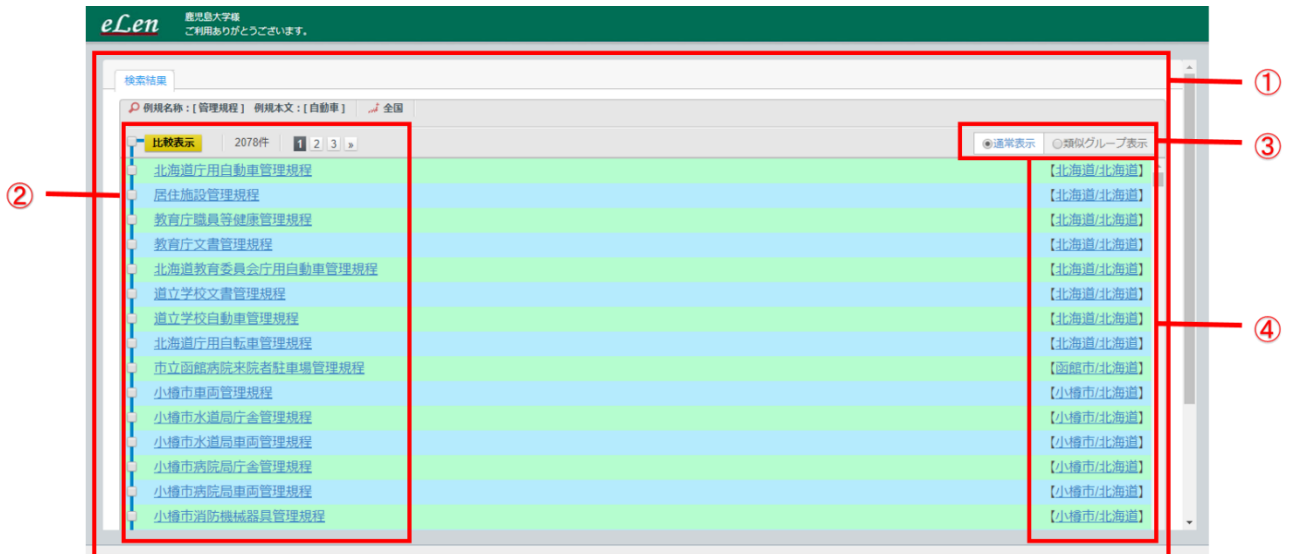 eLen
鹿児島大学様
ご利用ありがとうございます。
検索結果
①
例規名称：[ 管理規程 ] 例規本文：[ 自動車 ] 全国
比較表示 2078件 1 2 3 » 通常表示 類似グループ表示
③
北海道庁用自動車管理規程 【北海道/北海道】
②
居住施設管理規程 【北海道/北海道】
教育庁職員等健康管理規程 【北海道/北海道】
教育庁文書管理規程 【北海道/北海道】
北海道教育委員会庁用自動車管理規程 【北海道/北海道】
道立学校文書管理規程 【北海道/北海道】
道立学校自動車管理規程 【北海道/北海道】
④
北海道庁用自転車管理規程 【北海道/北海道】
市立函館病院来院者駐車場管理規程 【函館市/北海道】
小樽市車両管理規程 【小樽市/北海道】
小樽市水道局庁舎管理規程 【小樽市/北海道】
小樽市水道局車両管理規程 【小樽市/北海道】
小樽市病院局庁舎管理規程 【小樽市/北海道】
小樽市病院局車両管理規程 【小樽市/北海道】
小樽市消防機械器具管理規程 【小樽市/北海道】